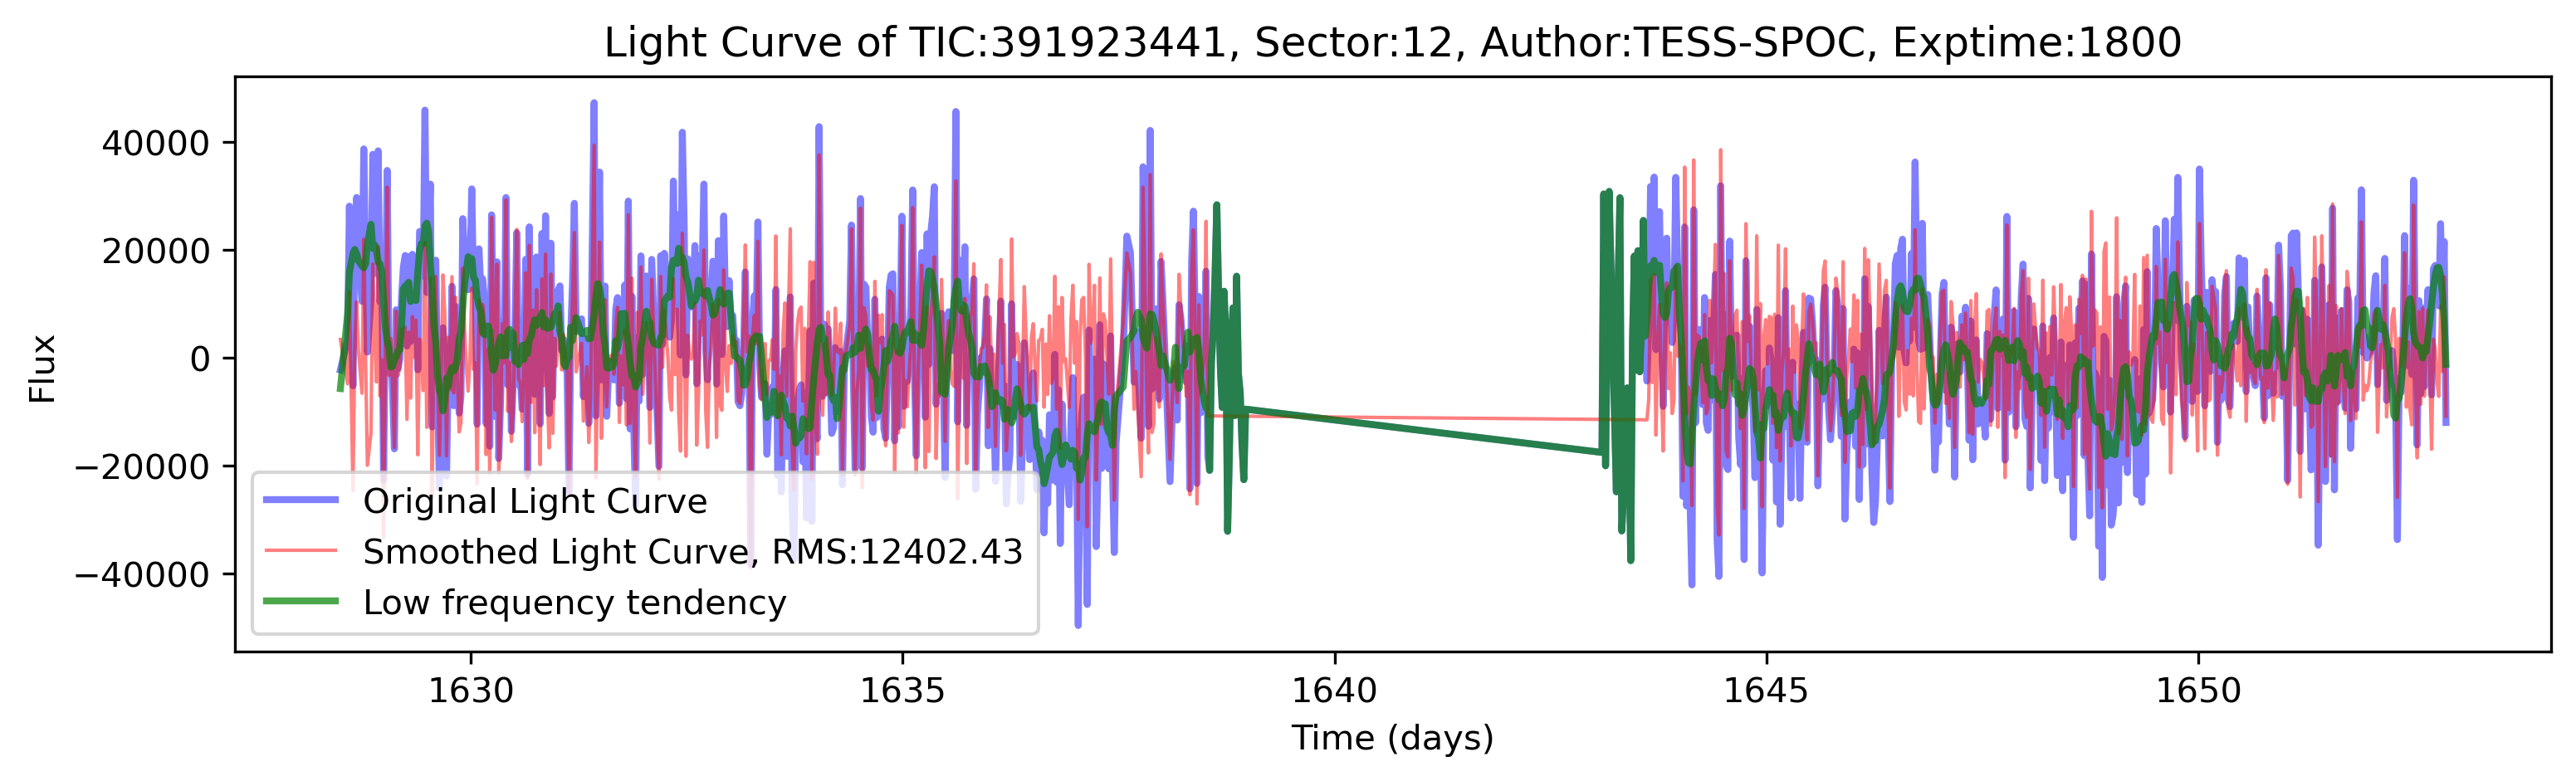 Light Curve of TIC:391923441, Sector:12, Author:TESS-SPOC, Exptime:1800
Flux
40000
20000
0
−20000
−40000
Original Light Curve
Smoothed Light Curve, RMS:12402.43
Low frequency tendency
1630 1635 1640 1645 1650
Time (days)